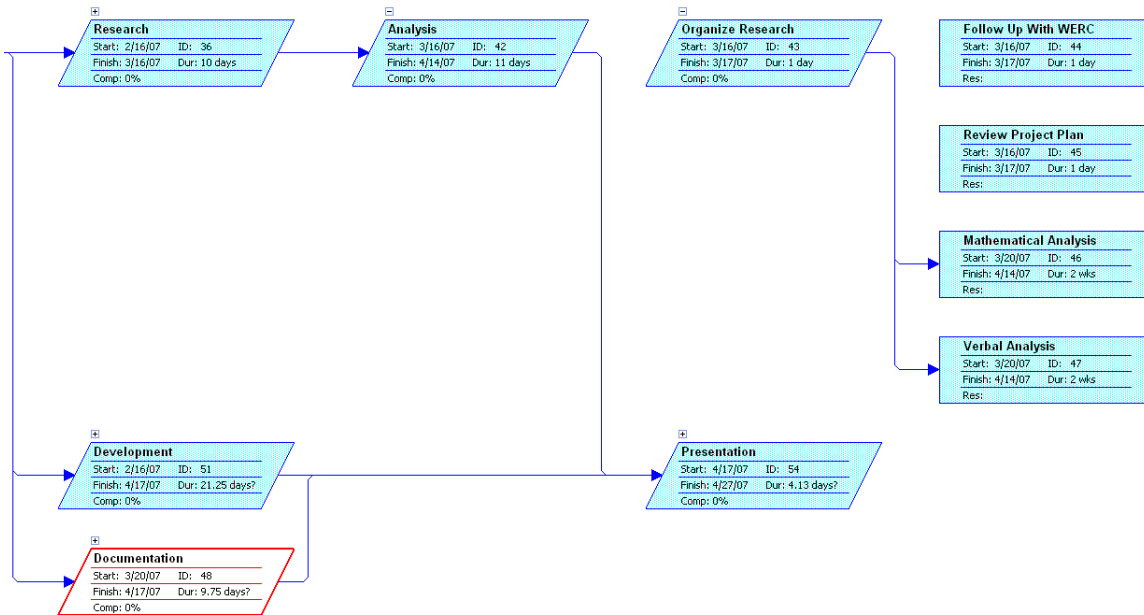 Research
Start: 2/16/07 ID: 36
Finish: 3/16/07 Dur: 10 days
Comp: 0%
Analysis
Start: 3/16/07 ID: 42
Finish: 4/14/07 Dur: 11 days
Comp: 0%
Organize Research
Start: 3/16/07 ID: 43
Finish: 3/17/07 Dur: 1 day
Comp: 0%
Follow Up With WERC
Start: 3/16/07 ID: 44
Finish: 3/17/07 Dur: 1 day
Res:
Review Project Plan
Start: 3/16/07 ID: 45
Finish: 3/17/07 Dur: 1 day
Res:
Mathematical Analysis
Start: 3/20/07 ID: 46
Finish: 4/14/07 Dur: 2 wks
Res:
Verbal Analysis
Start: 3/20/07 ID: 47
Finish: 4/14/07 Dur: 2 wks
Res:
Development
Start: 2/16/07 ID: 51
Finish: 4/17/07 Dur: 21.25 days?
Comp: 0%
Presentation
Start: 4/17/07 ID: 54
Finish: 4/27/07 Dur: 4.13 days?
Comp: 0%
Documentation
Start: 3/20/07 ID: 48
Finish: 4/17/07 Dur: 9.75 days?
Comp: 0%